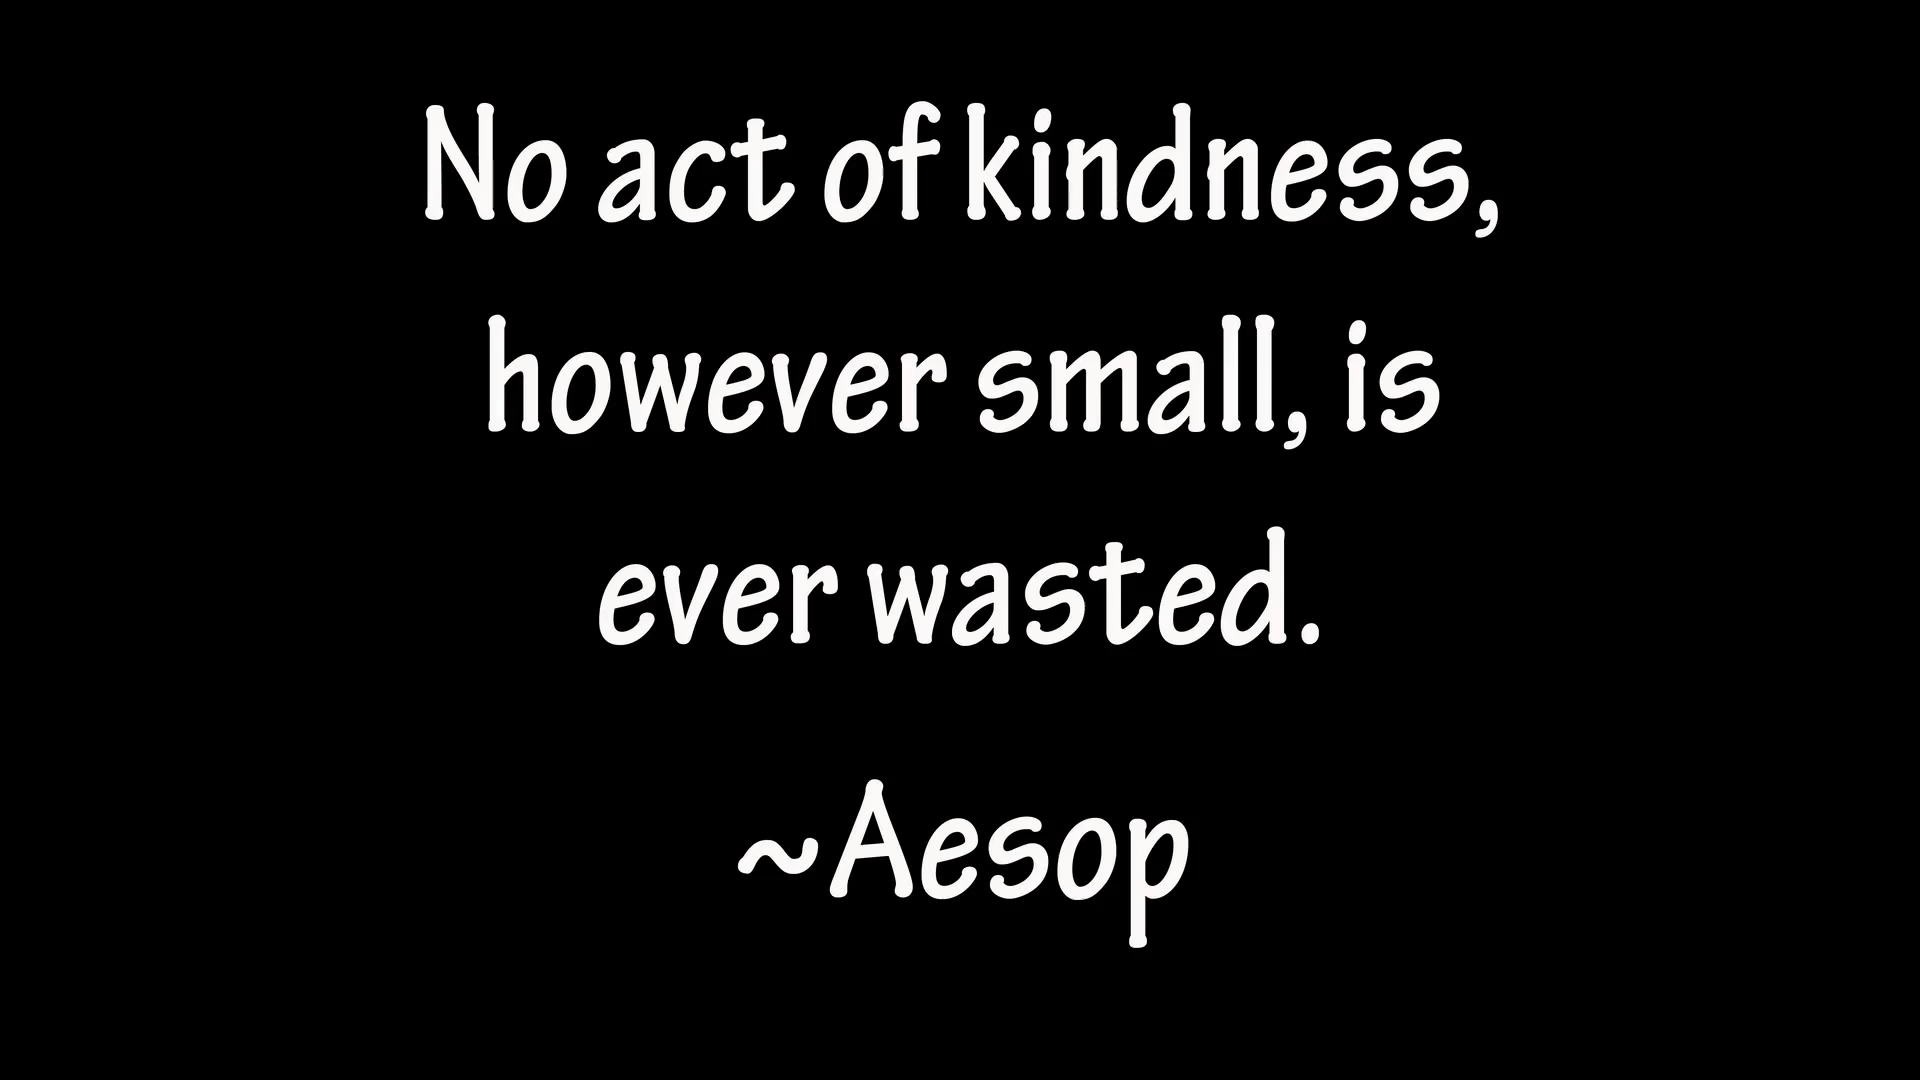 No act of kindness,
however small, is
ever wasted.
~Aesop